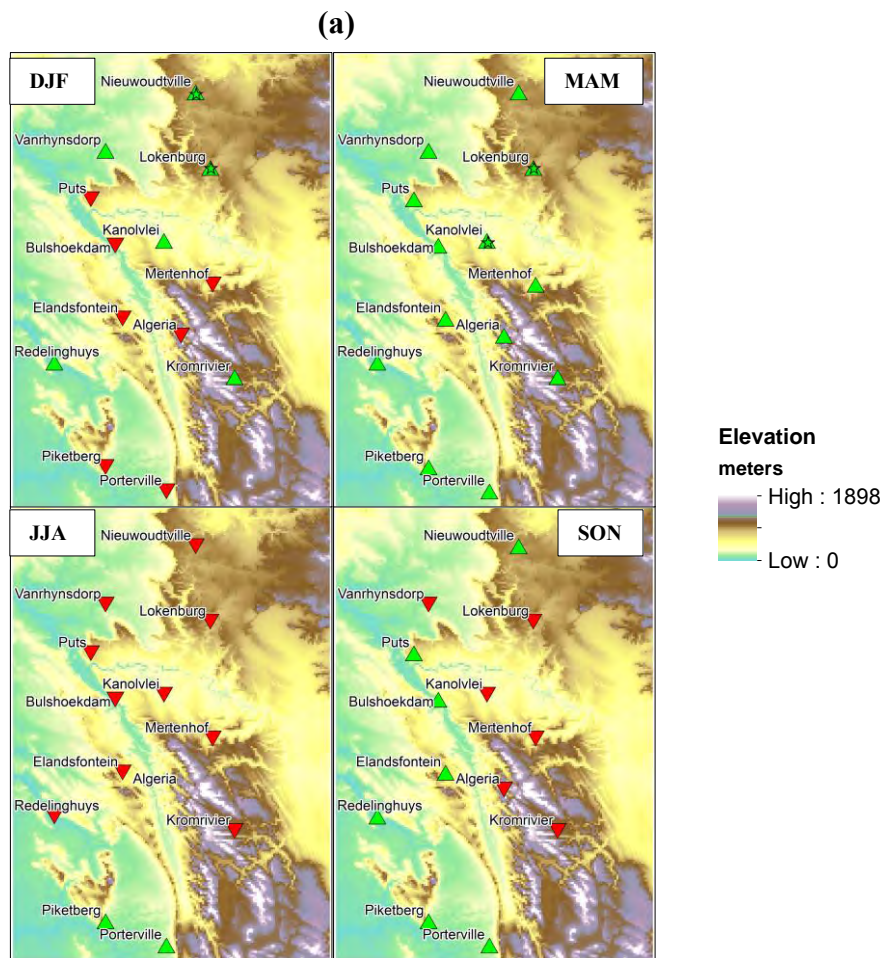 (a)
DJF
Nieuwoudtville
Vanrhynsdorp
Lokenburg
Puts
Kanolvlei
Bulshoekdam
Mertenhof
Elandsfontein
Algeria
Redelinghuys
Kromrivier
Piketberg
Porterville
MAM
Nieuwoudtville
Vanrhynsdorp
Lokenburg
Puts
Kanolvlei
Bulshoekdam
Mertenhof
Elandsfontein
Algeria
Redelinghuys
Kromrivier
Piketberg
Porterville
JJA
Nieuwoudtville
Vanrhynsdorp
Lokenburg
Puts
Kanolvlei
Bulshoekdam
Mertenhof
Elandsfontein
Algeria
Redelinghuys
Kromrivier
Piketberg
Porterville
SON
Nieuwoudtville
Vanrhynsdorp
Lokenburg
Puts
Kanolvlei
Bulshoekdam
Mertenhof
Elandsfontein
Algeria
Redelinghuys
Kromrivier
Piketberg
Porterville
Elevation
meters
High : 1898
Low : 0